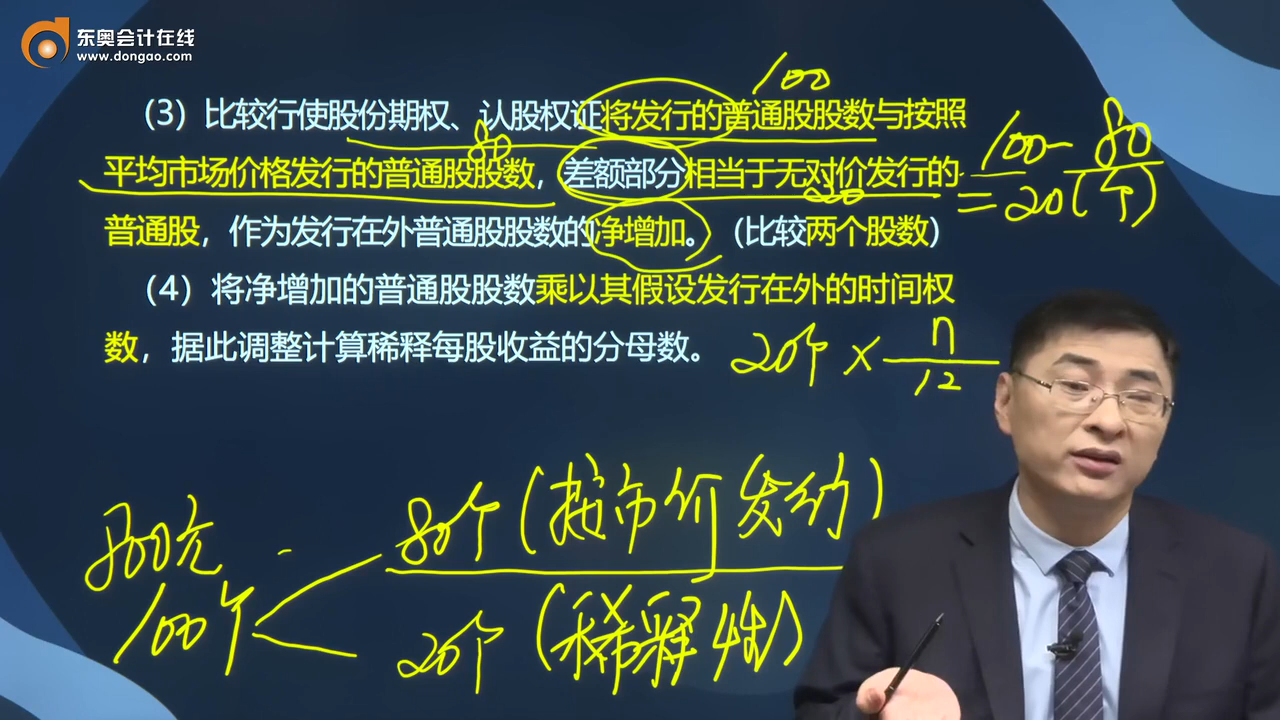 东奥会计在线
www.dongao.com
100
（3）比较行使股份期权、认股权证将发行的普通股股数与按照
80
100-80
平均市场价格发行的普通股股数，差额部分相当于无对价发行的
20
=20(个)
普通股，作为发行在外普通股股数的净增加。（比较两个股数）
（4）将净增加的普通股股数乘以其假设发行在外的时间权
数，据此调整计算稀释每股收益的分母数。
20个×n/12
80个(按市价发的)
100个
20个(稀释性)